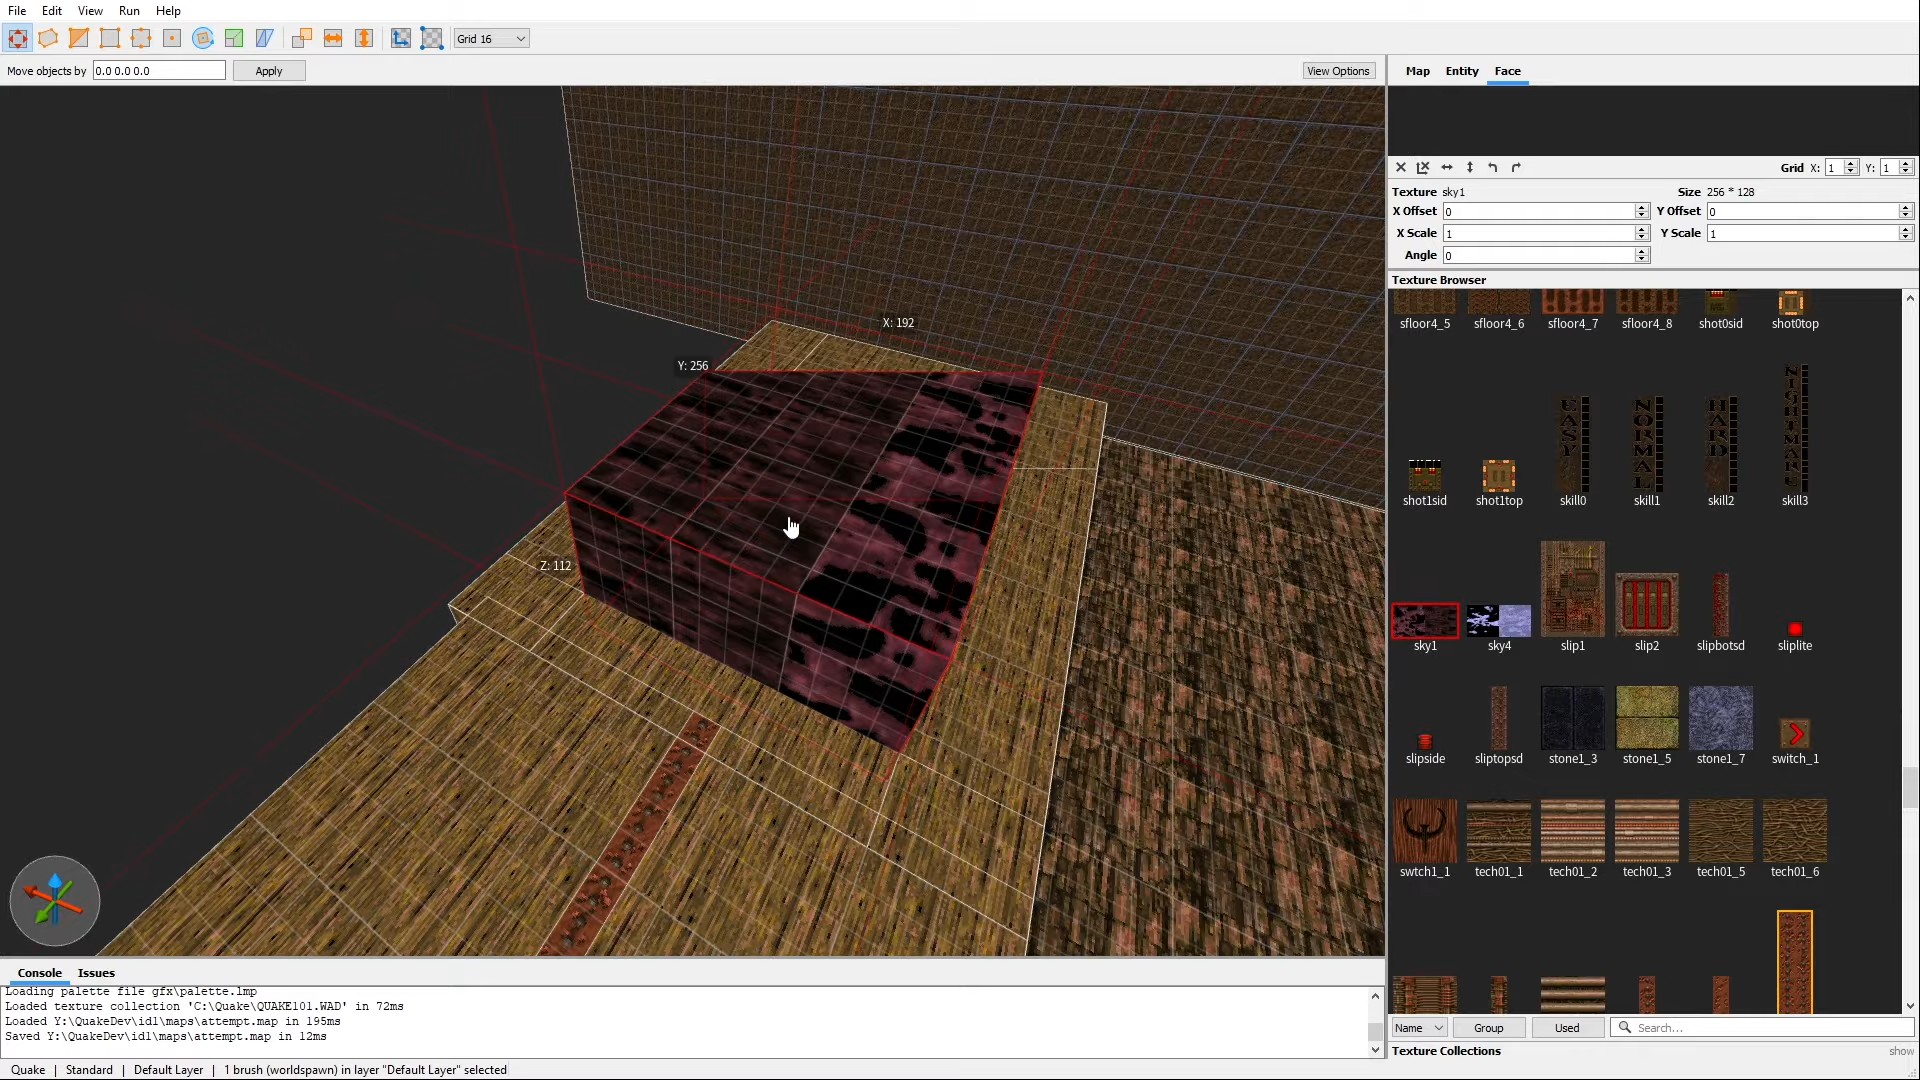 File Edit View Run Help
Grid 16
Move objects by 0.0 0.0 0.0 Apply View Options
Map Entity Face
Grid X: 1 Y: 1
Texture sky1 Size 256 * 128
X Offset 0 Y Offset 0
X Scale 1 Y Scale 1
Angle 0
Texture Browser
sfloor4_5 sfloor4_6 sfloor4_7 sfloor4_8 shot0sid shot0top
X: 192
Y: 256
Z: 112
EASY NORMAL HARD NIGHTMARE
shot1sid shot1top skill0 skill1 skill2 skill3
sky1 sky4 slip1 slip2 slipbotsd sliplite
slipside sliptopsd stone1_3 stone1_5 stone1_7 switch_1
swtch1_1 tech01_1 tech01_2 tech01_3 tech01_5 tech01_6
Console Issues
Loading palette file gfx\palette.lmp
Loaded texture collection 'C:\Quake\QUAKE101.WAD' in 72ms
Loaded Y:\QuakeDev\id1\maps\attempt.map in 195ms
Saved Y:\QuakeDev\id1\maps\attempt.map in 12ms
Name Group Used Search...
Texture Collections show
Quake | Standard | Default Layer | 1 brush (worldspawn) in layer "Default Layer" selected